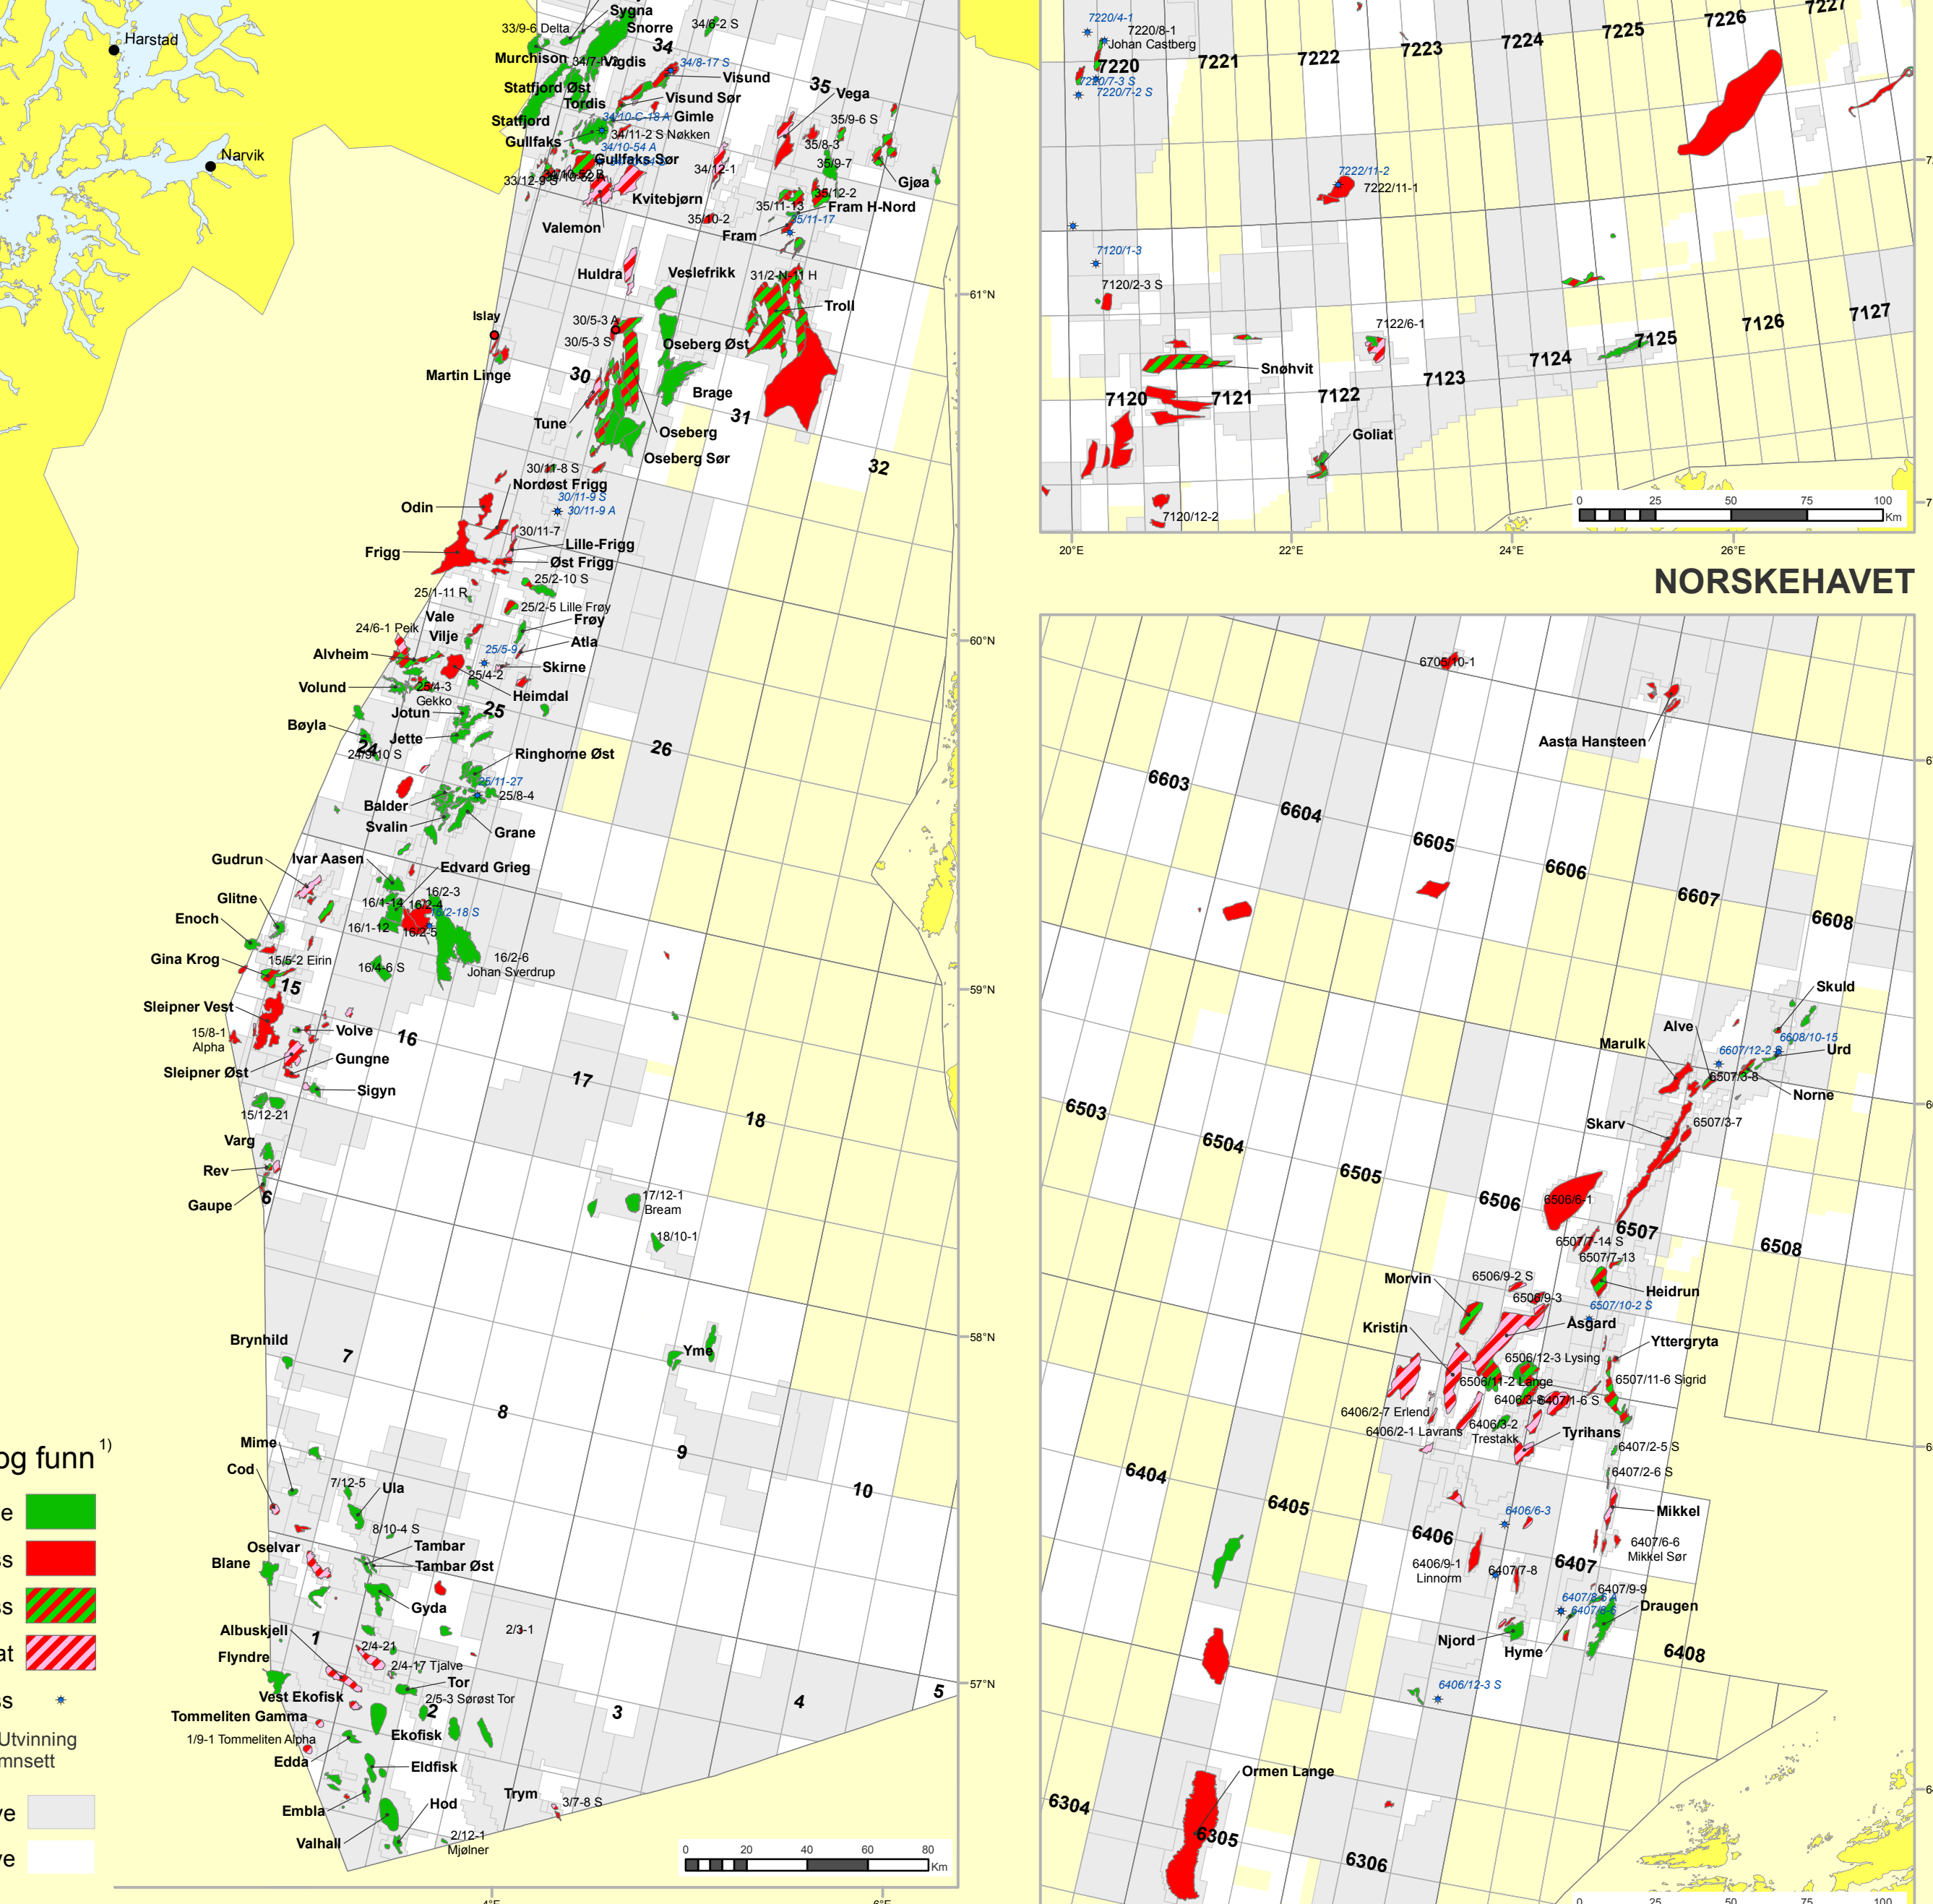 Harstad
Narvik
Sygna
33/9-6 Delta
Snorre
34/6-2 S
34
Murchison
Vigdis
34/8-17 S
Visund
Statfjord Øst
35
Vega
Tordis
Visund Sør
Statfjord
34/10-C-18 A
Gimle
35/9-6 S
Gullfaks
34/11-2 S Nøkken
35/8-3
34/10-54 A
Gullfaks Sør
35/9-7
34/12-1
33/12-9 S
Gjøa
Kvitebjørn
35/12-2
35/11-13
Fram H-Nord
35/10-2
35/11-17
Valemon
Fram
Huldra
Veslefrikk
31/2-N-11 H
61°N
Troll
Islay
30/5-3 A
30/5-3 S
Oseberg Øst
Martin Linge
30
Brage
31
Tune
Oseberg
Oseberg Sør
32
30/11-8 S
Nordøst Frigg
30/11-9 S
30/11-9 A
Odin
30/11-7
Frigg
Lille-Frigg
Øst Frigg
25/2-10 S
25/1-11 R
25/2-5 Lille Frøy
Vale
Frøy
24/6-1 Peik
Vilje
Atla
60°N
Alvheim
25/5-9
Skirne
25/4-2
Volund
25/4-3
Gekko
Heimdal
Jotun
25
Bøyla
Jette
24
24/9-10 S
26
Ringhorne Øst
25/11-27
25/8-4
Balder
Svalin
Grane
Gudrun
Ivar Aasen
Edvard Grieg
Glitne
16/2-3
16/1-14
16/2-4
16/2-18 S
Enoch
16/1-12
16/2-5
Gina Krog
15/5-2 Eirin
16/4-6 S
16/2-6
Johan Sverdrup
15
59°N
Sleipner Vest
Volve
15/8-1
Alpha
16
Gungne
Sleipner Øst
17
Sigyn
15/12-21
18
Varg
Rev
6
Gaupe
17/12-1
Bream
18/10-1
Brynhild
7
Yme
58°N
8
9
10
Mime
Cod
7/12-5
Ula
8/10-4 S
Oselvar
Tambar
Blane
Tambar Øst
Gyda
Albuskjell
1
2/3-1
2/4-21
Flyndre
2/4-17 Tjalve
Tor
57°N
Vest Ekofisk
2/5-3 Sørøst Tor
2
3
4
5
Tommeliten Gamma
Ekofisk
1/9-1 Tommeliten Alpha
Edda
Eldfisk
Embla
Hod
Trym
3/7-8 S
Valhall
2/12-1
Mjølner
0 20 40 60 80
Km
og funn 1)
Utvinning
7220/4-1
7220/8-1
Johan Castberg
7220
7221
7222
7223
7224
7225
7226
7227
7220/7-3 S
7220/7-2 S
7222/11-2
7222/11-1
7120/1-3
7120/2-3 S
7122/6-1
Snøhvit
7120
7121
7122
7123
7124
7125
7126
7127
Goliat
7120/12-2
0 25 50 75 100
Km
20°E
22°E
24°E
26°E
NORSKEHAVET
6705/10-1
Aasta Hansteen
6603
6604
6605
6606
6607
6608
Skuld
Alve
6608/10-15
Marulk
6607/12-2 S
Urd
6507/3-8
Norne
6503
6504
6505
6506
6507
6508
Skarv
6507/3-7
6506/6-1
6507/7-14 S
6507/7-13
Morvin
6506/9-2 S
Heidrun
6506/9-3
6507/10-2 S
Kristin
Åsgard
Yttergryta
6506/12-3 Lysing
6506/11-2 Lange
6507/11-6 Sigrid
6407/1-6 S
6406/2-7 Erlend
6406/3-2
Trestakk
6406/2-1 Lavrans
Tyrihans
6407/2-5 S
6407/2-6 S
6404
6405
6406
6407
6408
6406/6-3
Mikkel
6407/6-6
Mikkel Sør
6406/9-1
Linnorm
6407/7-8
6407/9-9
6407/8-6 A
6407/8-6
Draugen
Njord
Hyme
6406/12-3 S
Ormen Lange
6304
6305
6306
0 25 50 75 100